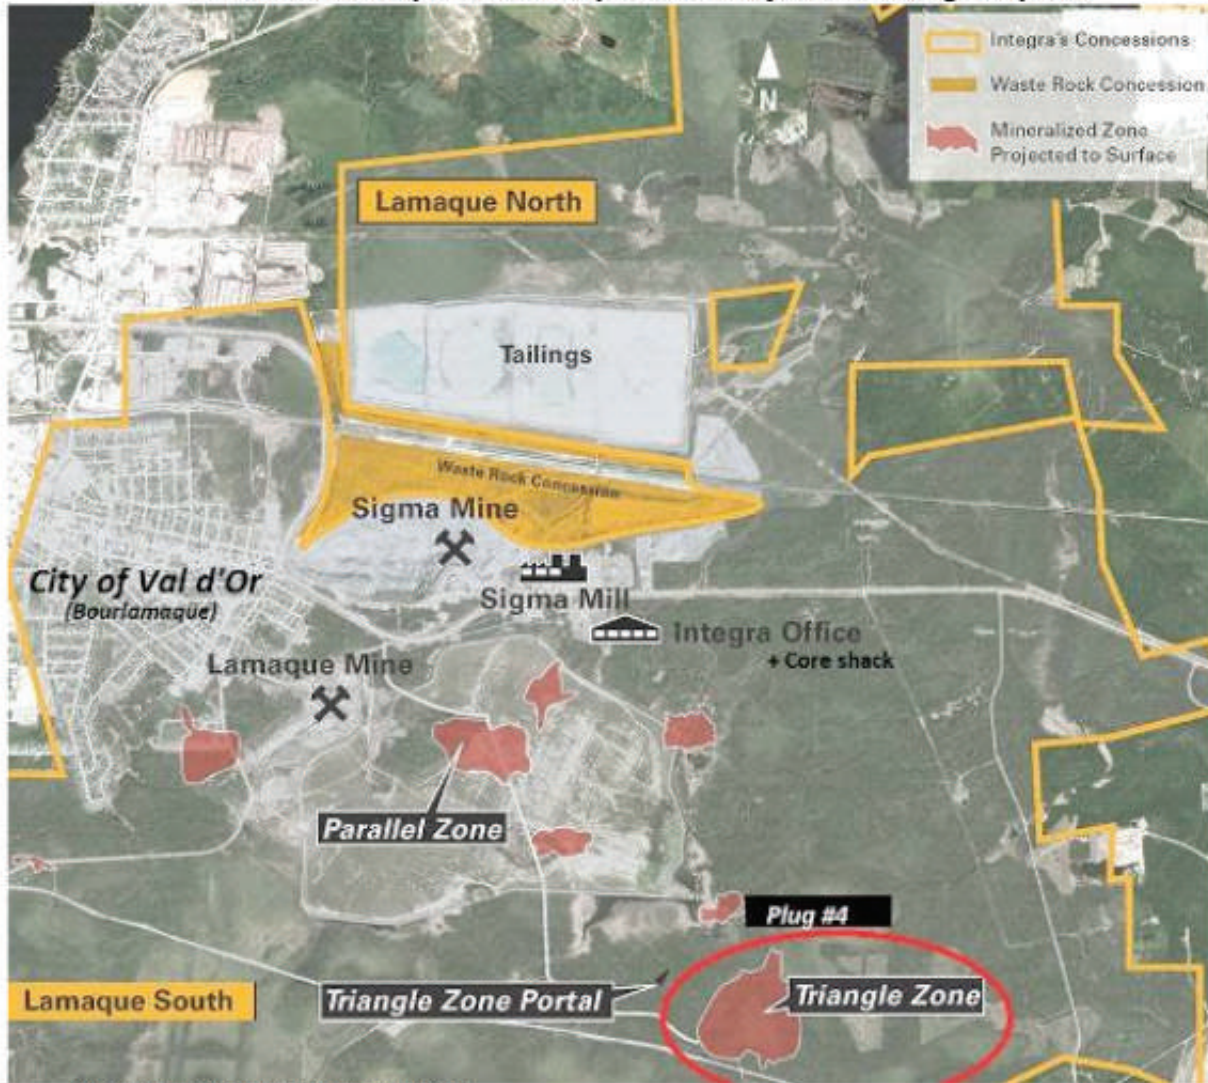 Integra's Concessions
Waste Rock Concession
Mineralized Zone
Projected to Surface
N
Lamaque North
Tailings
Waste Rock Concession
Sigma Mine
City of Val d'Or
(Bourlamaque)
Sigma Mill
Integra Office
+ Core shack
Lamaque Mine
Parallel Zone
Plug #4
Lamaque South
Triangle Zone Portal
Triangle Zone